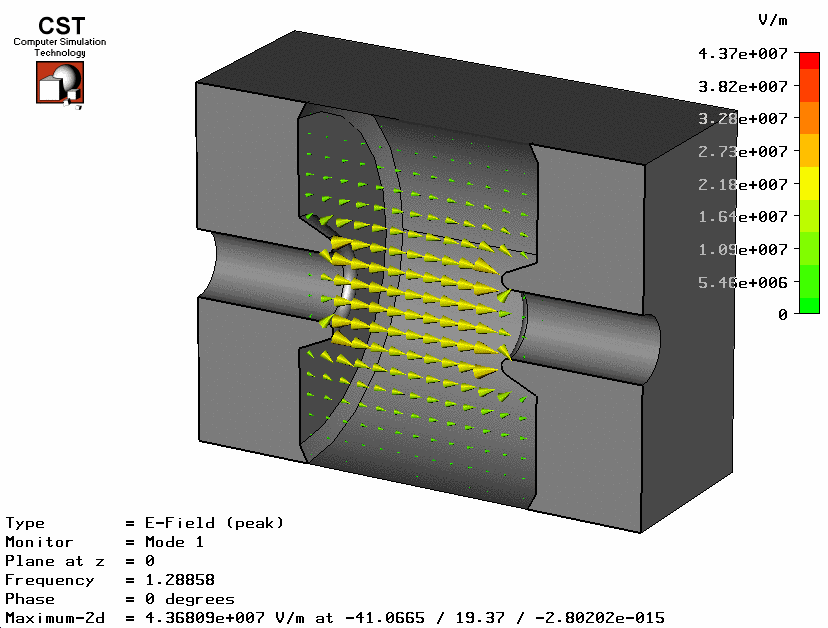 CST
Computer Simulation
Technology
V/m
4.37e+007
3.82e+007
3.28e+007
2.73e+007
2.18e+007
1.64e+007
1.09e+007
5.46e+006
0
Type = E-Field (peak)
Monitor = Mode 1
Plane at z = 0
Frequency = 1.28858
Phase = 0 degrees
Maximum-2d = 4.36809e+007 V/m at -41.0665 / 19.37 / -2.80202e-015